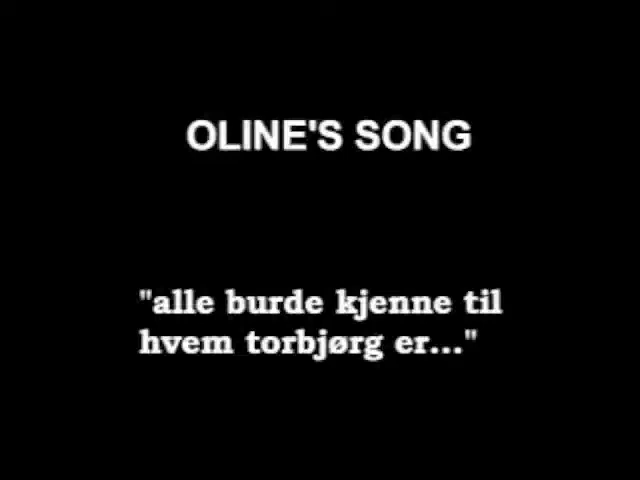 OLINE'S SONG
"alle burde kjenne til
hvem torbjørg er..."